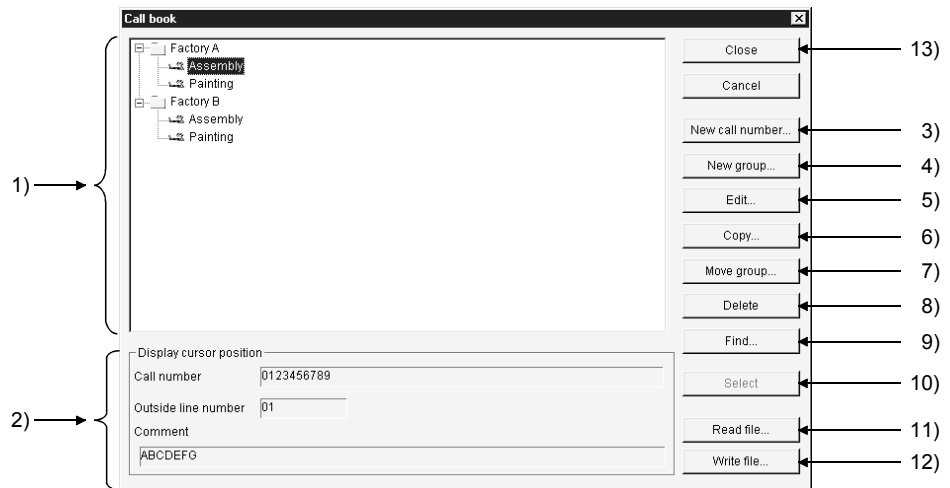 Call book
Factory A
Assembly
Painting
Factory B
Assembly
Painting
1)
Display cursor position
Call number 0123456789
Outside line number 01
Comment
ABCDEFG
2)
Close 13)
Cancel
New call number... 3)
New group... 4)
Edit... 5)
Copy... 6)
Move group... 7)
Delete 8)
Find... 9)
Select 10)
Read file... 11)
Write file... 12)